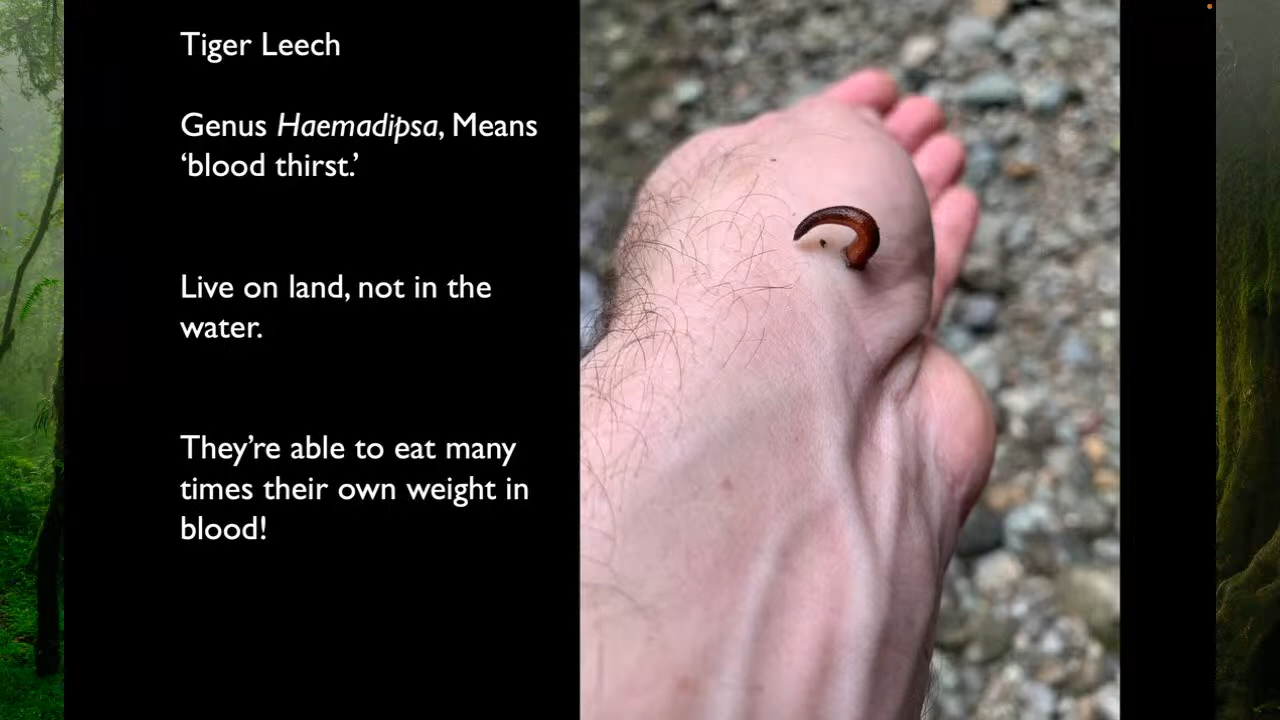 Tiger Leech
Genus Haemadipsa, Means
‘blood thirst.’
Live on land, not in the
water.
They’re able to eat many
times their own weight in
blood!